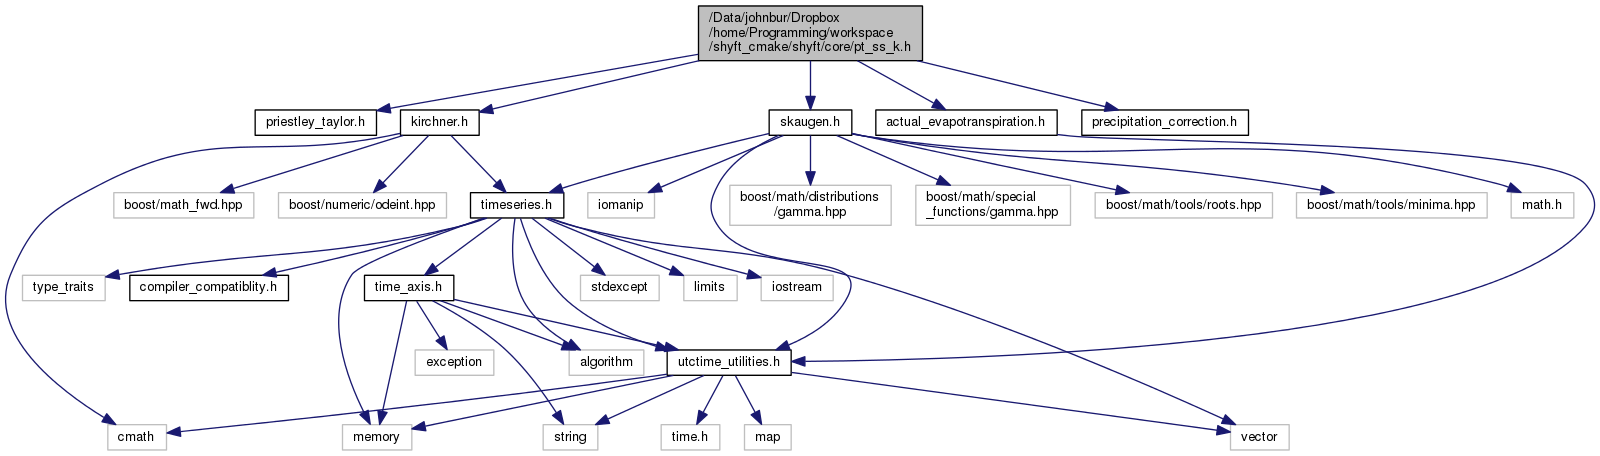 /Data/johnbur/Dropbox
/home/Programming/workspace
/shyft_cmake/shyft/core/pt_ss_k.h
priestley_taylor.h
kirchner.h
skaugen.h
actual_evapotranspiration.h
precipitation_correction.h
boost/math_fwd.hpp
boost/numeric/odeint.hpp
timeseries.h
iomanip
boost/math/distributions
/gamma.hpp
boost/math/special
_functions/gamma.hpp
boost/math/tools/roots.hpp
boost/math/tools/minima.hpp
math.h
type_traits
compiler_compatiblity.h
time_axis.h
stdexcept
limits
iostream
exception
algorithm
utctime_utilities.h
cmath
memory
string
time.h
map
vector